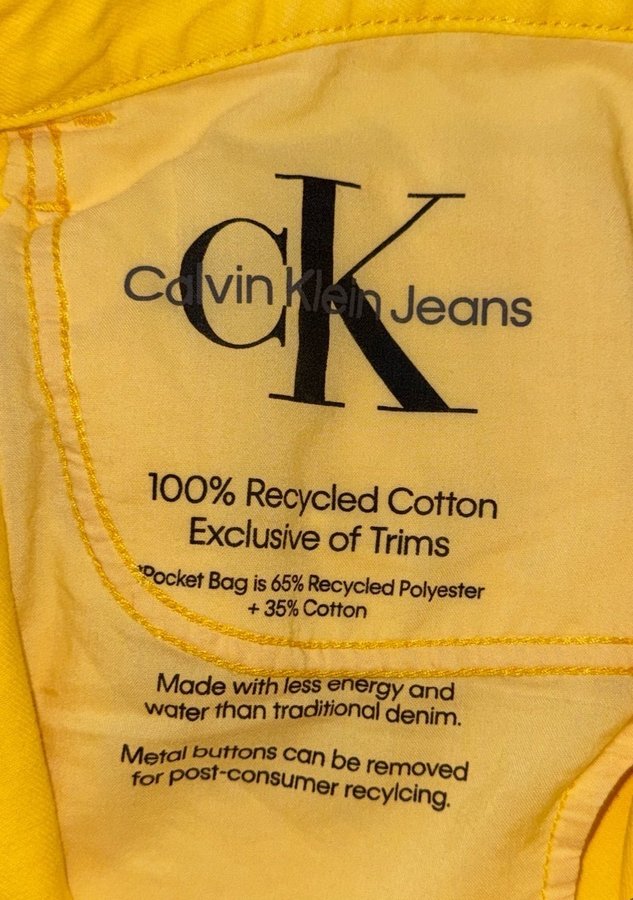 CK
Calvin Klein Jeans
100% Recycled Cotton
Exclusive of Trims
*Pocket Bag is 65% Recycled Polyester
+ 35% Cotton
Made with less energy and
water than traditional denim.
Metal buttons can be removed
for post-consumer recylcing.